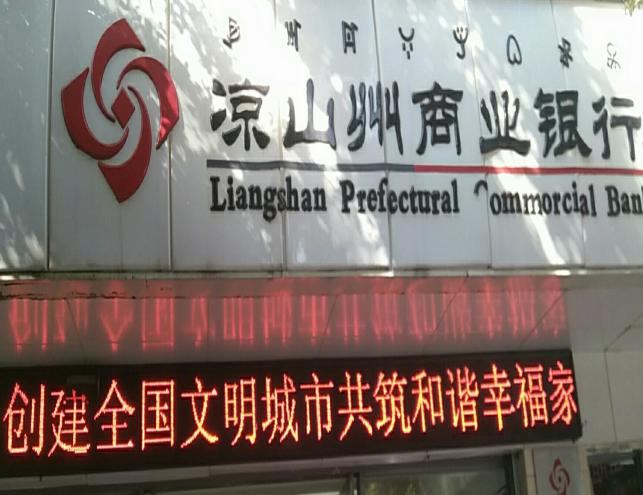 凉山州商业银行
Liangshan Prefectural Commorcial Ban
创建全国文明城市共筑和谐幸福家